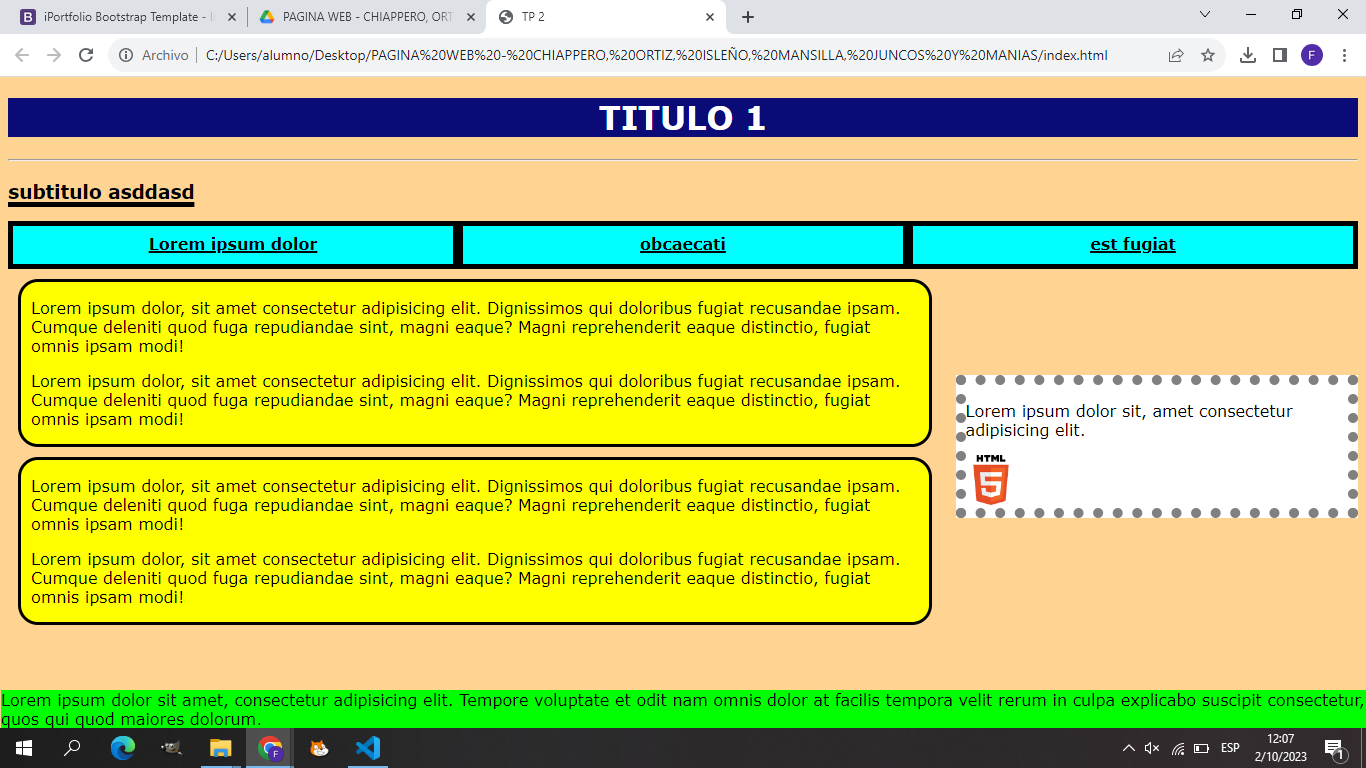 iPortfolio Bootstrap Template - I
PAGINA WEB - CHIAPPERO, ORT
TP 2
Archivo
C:/Users/alumno/Desktop/PAGINA%20WEB%20-%20CHIAPPERO,%20ORTIZ,%20ISLEÑO,%20MANSILLA,%20JUNCOS%20Y%20MANIAS/index.html
F
TITULO 1
subtitulo asddasd
Lorem ipsum dolor
obcaecati
est fugiat
Lorem ipsum dolor, sit amet consectetur adipisicing elit. Dignissimos qui doloribus fugiat recusandae ipsam.
Cumque deleniti quod fuga repudiandae sint, magni eaque? Magni reprehenderit eaque distinctio, fugiat
omnis ipsam modi!
Lorem ipsum dolor, sit amet consectetur adipisicing elit. Dignissimos qui doloribus fugiat recusandae ipsam.
Cumque deleniti quod fuga repudiandae sint, magni eaque? Magni reprehenderit eaque distinctio, fugiat
omnis ipsam modi!
Lorem ipsum dolor, sit amet consectetur adipisicing elit. Dignissimos qui doloribus fugiat recusandae ipsam.
Cumque deleniti quod fuga repudiandae sint, magni eaque? Magni reprehenderit eaque distinctio, fugiat
omnis ipsam modi!
Lorem ipsum dolor, sit amet consectetur adipisicing elit. Dignissimos qui doloribus fugiat recusandae ipsam.
Cumque deleniti quod fuga repudiandae sint, magni eaque? Magni reprehenderit eaque distinctio, fugiat
omnis ipsam modi!
Lorem ipsum dolor sit, amet consectetur
adipisicing elit.
HTML
5
Lorem ipsum dolor sit amet, consectetur adipisicing elit. Tempore voluptate et odit nam omnis dolor at facilis tempora velit rerum in culpa explicabo suscipit consectetur,
quos qui quod maiores dolorum.
F
ESP
12:07
2/10/2023
1